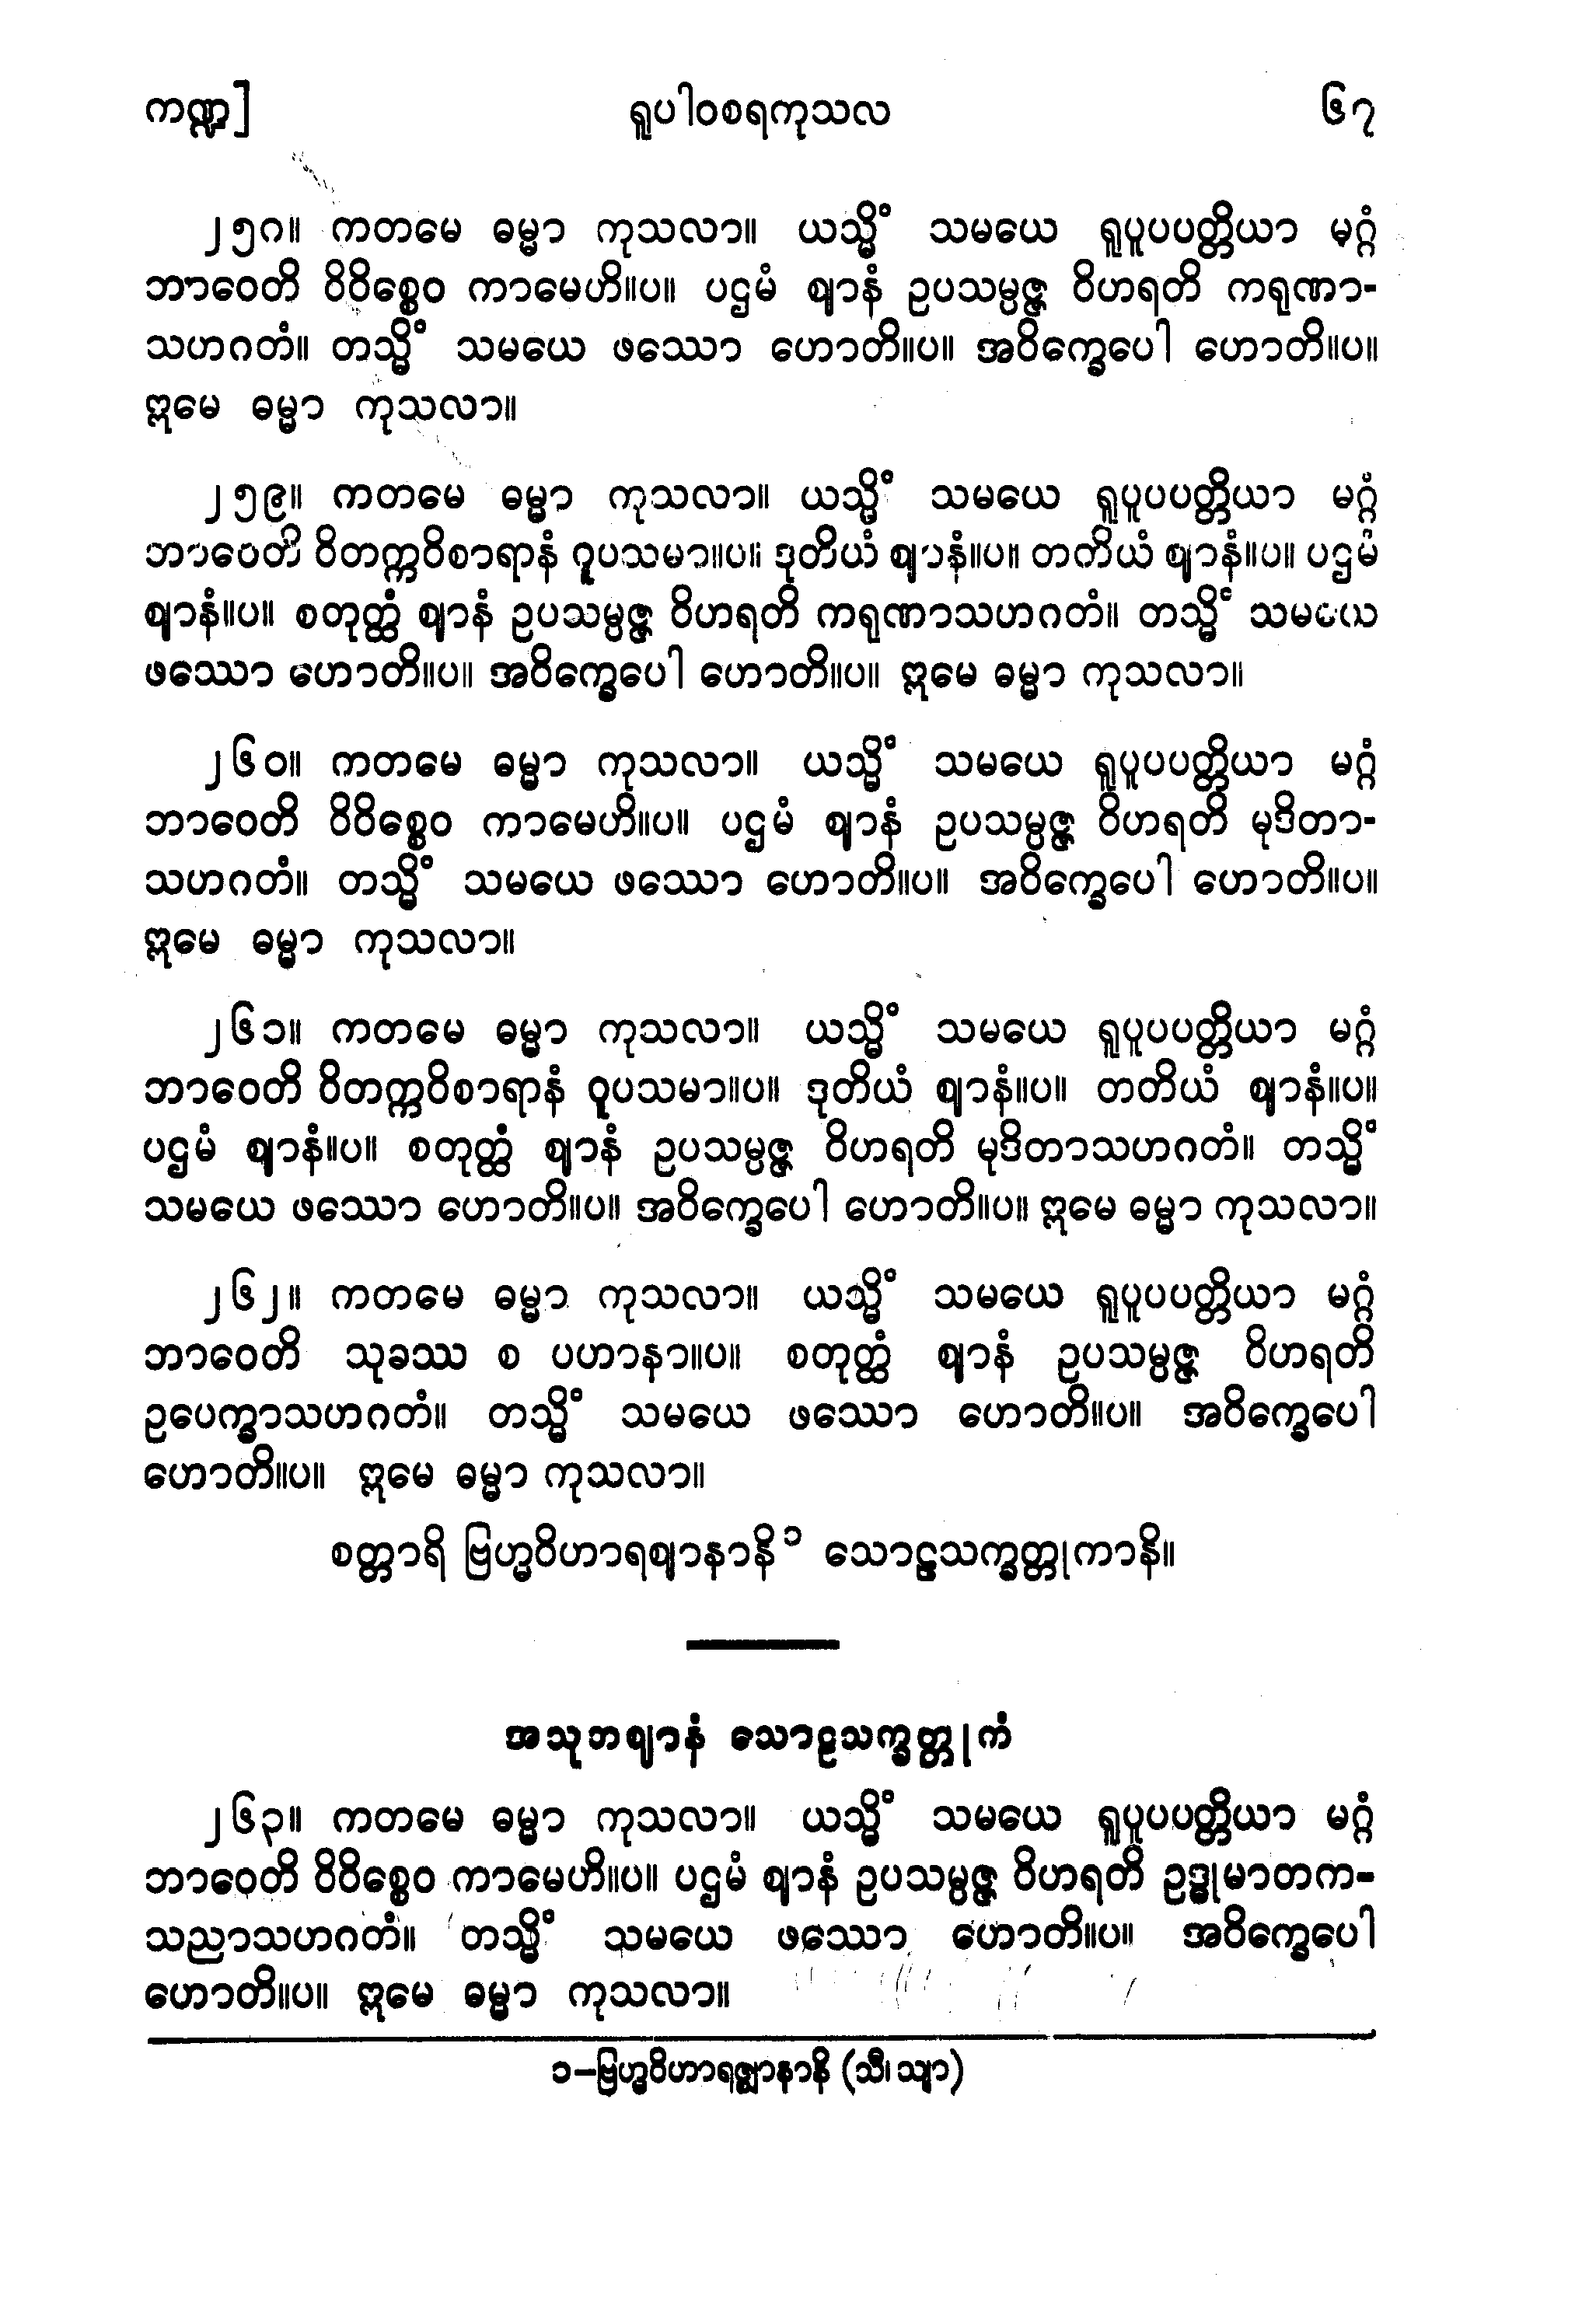 ကဏ္ဍ] ရူပါဝစရကုသလ ၆၇
၂၅၈။ ကတမေ ဓမ္မာ ကုသလာ။ ယသ္မိံ သမယေ ရူပူပပတ္တိယာ မဂ္ဂံ
ဘာဝေတိ ဝိဝိစ္စေဝ ကာမေဟိ။ပ။ ပဌမံ ဈာနံ ဥပသမ္ပဇ္ဇ ဝိဟရတိ ကရုဏာ-
သဟဂတံ။ တသ္မိံ သမယေ ဖဿော ဟောတိ။ပ။ အဝိက္ခေပေါ ဟောတိ။ပ။
ဣမေ ဓမ္မာ ကုသလာ။
၂၅၉။ ကတမေ ဓမ္မာ ကုသလာ။ ယသ္မိံ သမယေ ရူပူပပတ္တိယာ မဂ္ဂံ
ဘာဝေတိ ဝိတက္ကဝိစာရာနံ ဝူပသမာ။ပ။ ဒုတိယံ ဈာနံ။ပ။ တတိယံ ဈာနံ။ပ။ ပဌမံ
ဈာနံ။ပ။ စတုတ္ထံ ဈာနံ ဥပသမ္ပဇ္ဇ ဝိဟရတိ ကရုဏာသဟဂတံ။ တသ္မိံ သမယေ
ဖဿော ဟောတိ။ပ။ အဝိက္ခေပေါ ဟောတိ။ပ။ ဣမေ ဓမ္မာ ကုသလာ။
၂၆၀။ ကတမေ ဓမ္မာ ကုသလာ။ ယသ္မိံ သမယေ ရူပူပပတ္တိယာ မဂ္ဂံ
ဘာဝေတိ ဝိဝိစ္စေဝ ကာမေဟိ။ပ။ ပဌမံ ဈာနံ ဥပသမ္ပဇ္ဇ ဝိဟရတိ မုဒိတာ-
သဟဂတံ။ တသ္မိံ သမယေ ဖဿော ဟောတိ။ပ။ အဝိက္ခေပေါ ဟောတိ။ပ။
ဣမေ ဓမ္မာ ကုသလာ။
၂၆၁။ ကတမေ ဓမ္မာ ကုသလာ။ ယသ္မိံ သမယေ ရူပူပပတ္တိယာ မဂ္ဂံ
ဘာဝေတိ ဝိတက္ကဝိစာရာနံ ဝူပသမာ။ပ။ ဒုတိယံ ဈာနံ။ပ။ တတိယံ ဈာနံ။ပ။
ပဌမံ ဈာနံ။ပ။ စတုတ္ထံ ဈာနံ ဥပသမ္ပဇ္ဇ ဝိဟရတိ မုဒိတာသဟဂတံ။ တသ္မိံ
သမယေ ဖဿော ဟောတိ။ပ။ အဝိက္ခေပေါ ဟောတိ။ပ။ ဣမေ ဓမ္မာ ကုသလာ။
၂၆၂။ ကတမေ ဓမ္မာ ကုသလာ။ ယသ္မိံ သမယေ ရူပူပပတ္တိယာ မဂ္ဂံ
ဘာဝေတိ သုခဿ စ ပဟာနာ။ပ။ စတုတ္ထံ ဈာနံ ဥပသမ္ပဇ္ဇ ဝိဟရတိ
ဥပေက္ခာသဟဂတံ။ တသ္မိံ သမယေ ဖဿော ဟောတိ။ပ။ အဝိက္ခေပေါ
ဟောတိ။ပ။ ဣမေ ဓမ္မာ ကုသလာ။
စတ္တာရိ ဗြဟ္မဝိဟာရဈာနာနိ၁ သောဠသက္ခတ္တုကာနိ။
အသုဘဈာနံ သောဠသက္ခတ္တုကံ
၂၆၃။ ကတမေ ဓမ္မာ ကုသလာ။ ယသ္မိံ သမယေ ရူပူပပတ္တိယာ မဂ္ဂံ
ဘာဝေတိ ဝိဝိစ္စေဝ ကာမေဟိ။ပ။ ပဌမံ ဈာနံ ဥပသမ္ပဇ္ဇ ဝိဟရတိ ဥဒ္ဓုမာတက-
သညာသဟဂတံ။ တသ္မိံ သမယေ ဖဿော ဟောတိ။ပ။ အဝိက္ခေပေါ
ဟောတိ။ပ။ ဣမေ ဓမ္မာ ကုသလာ။
၁-ဗြဟ္မဝိဟာရဇ္ဈာနာနိ (သီ၊ သျာ)